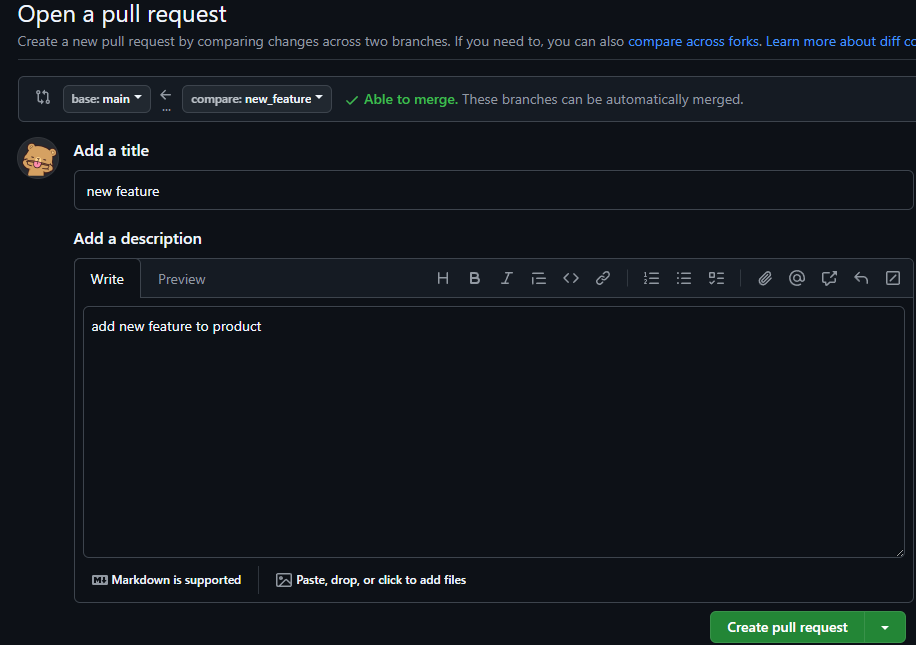 Open a pull request
Create a new pull request by comparing changes across two branches. If you need to, you can also compare across forks. Learn more about diff
base: main compare: new_feature Able to merge. These branches can be automatically merged.
Add a title
new feature
Add a description
Write Preview
add new feature to product
Markdown is supported Paste, drop, or click to add files
Create pull request